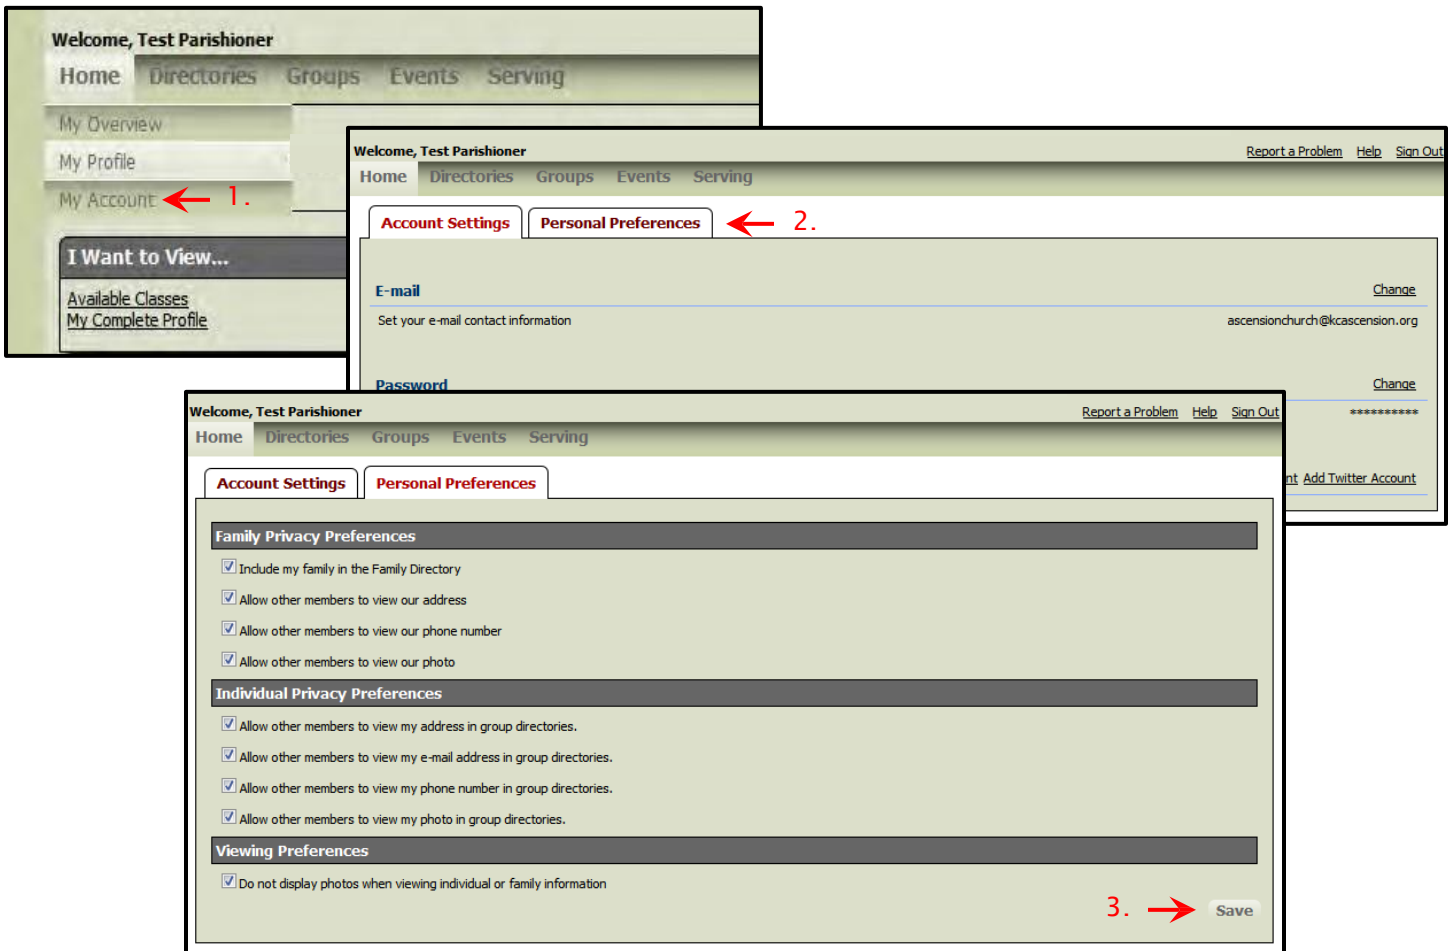 Welcome, Test Parishioner
Home Directories Groups Events Serving
My Overview
My Profile
My Account 1.
I Want to View...
Available Classes
My Complete Profile
Welcome, Test Parishioner Report a Problem Help Sign Out
Home Directories Groups Events Serving
Account Settings Personal Preferences 2.
E-mail Change
Set your e-mail contact information ascensionchurch@kcascension.org
Password Change
**********
nt Add Twitter Account
Welcome, Test Parishioner Report a Problem Help Sign Out
Home Directories Groups Events Serving
Account Settings Personal Preferences
Family Privacy Preferences
Include my family in the Family Directory
Allow other members to view our address
Allow other members to view our phone number
Allow other members to view our photo
Individual Privacy Preferences
Allow other members to view my address in group directories.
Allow other members to view my e-mail address in group directories.
Allow other members to view my phone number in group directories.
Allow other members to view my photo in group directories.
Viewing Preferences
Do not display photos when viewing individual or family information
3. Save